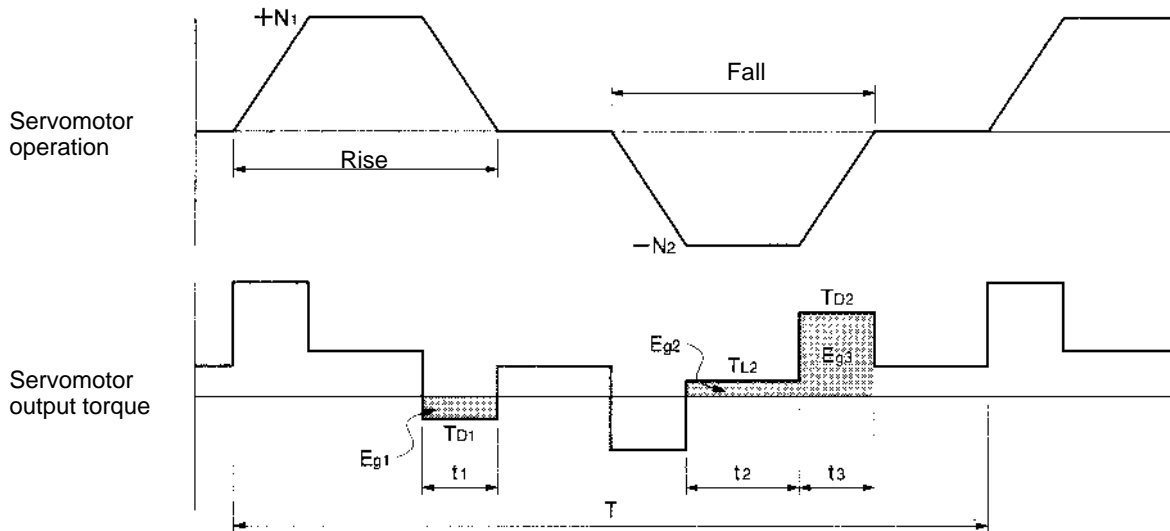 +N1
Fall
Servomotor
operation
Rise
−N2
TD2
Eg2
TL2
Eg3
Servomotor
output torque
TD1
Eg1
t1
t2
t3
T